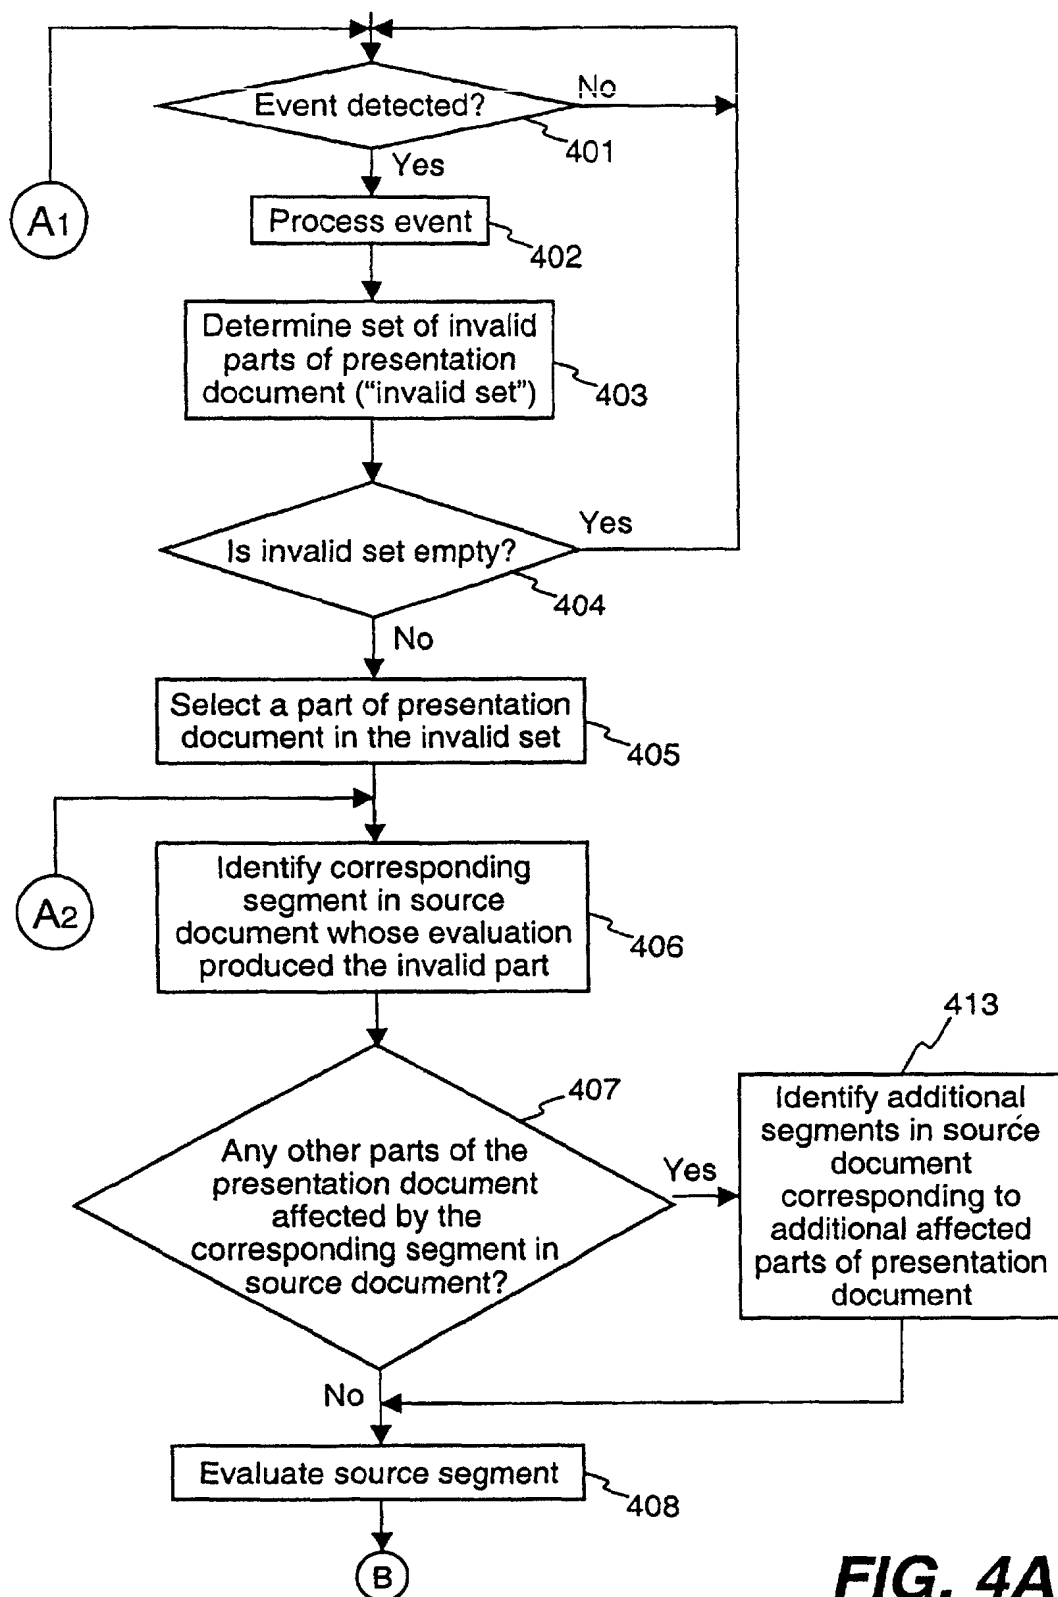 Event detected?
No
401
Yes
A1
Process event
402
Determine set of invalid
parts of presentation
document (“invalid set”)
403
Is invalid set empty?
Yes
404
No
Select a part of presentation
document in the invalid set
405
A2
Identify corresponding
segment in source
document whose evaluation
produced the invalid part
406
407
Any other parts of the
presentation document
affected by the
corresponding segment in
source document?
Yes
413
Identify additional
segments in source
document
corresponding to
additional affected
parts of presentation
document
No
Evaluate source segment
408
B
FIG. 4A